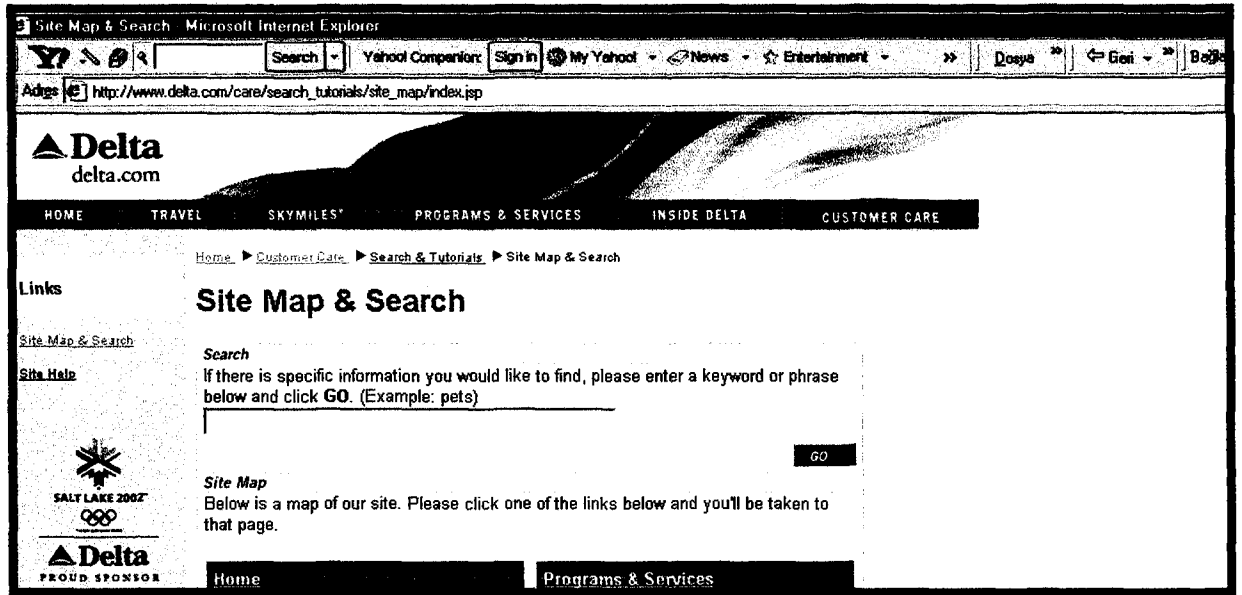 Site Map & Search - Microsoft Internet Explorer
Y! Search Yahoo! Companion: Sign in My Yahoo! News Entertainment » Dosya » Geri »
Adres http://www.delta.com/care/search_tutorials/site_map/index.jsp
Delta
delta.com
HOME TRAVEL SKYMILES PROGRAMS & SERVICES INSIDE DELTA CUSTOMER CARE
Home ▶ Customer Care ▶ Search & Tutorials ▶ Site Map & Search
Links
Site Map & Search
Site Map & Search
Site Help
Search
If there is specific information you would like to find, please enter a keyword or phrase
below and click GO. (Example: pets)
GO
Site Map
Below is a map of our site. Please click one of the links below and you'll be taken to
that page.
SALT LAKE 2002
Delta
PROUD SPONSOR
Home Programs & Services